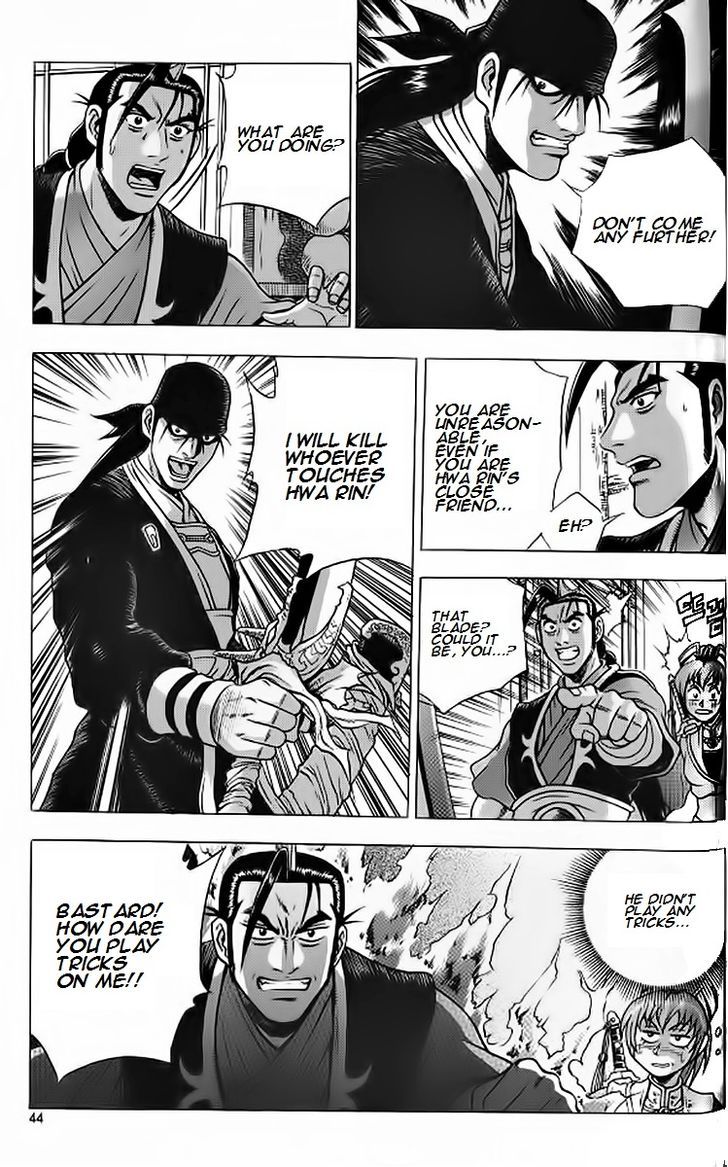 WHAT ARE
YOU DOING?
DON'T COME
ANY FURTHER!
I WILL KILL
WHOEVER
TOUCHES
HWA RIN!
YOU ARE
UNREASON-
ABLE,
EVEN IF
YOU ARE
HWA RIN'S
CLOSE
FRIEND...
EH?
THAT
BLADE?
COULD IT
BE, YOU...?
BASTARD!
HOW DARE
YOU PLAY
TRICKS
ON ME!!
HE DIDN'T
PLAY ANY
TRICKS...
44